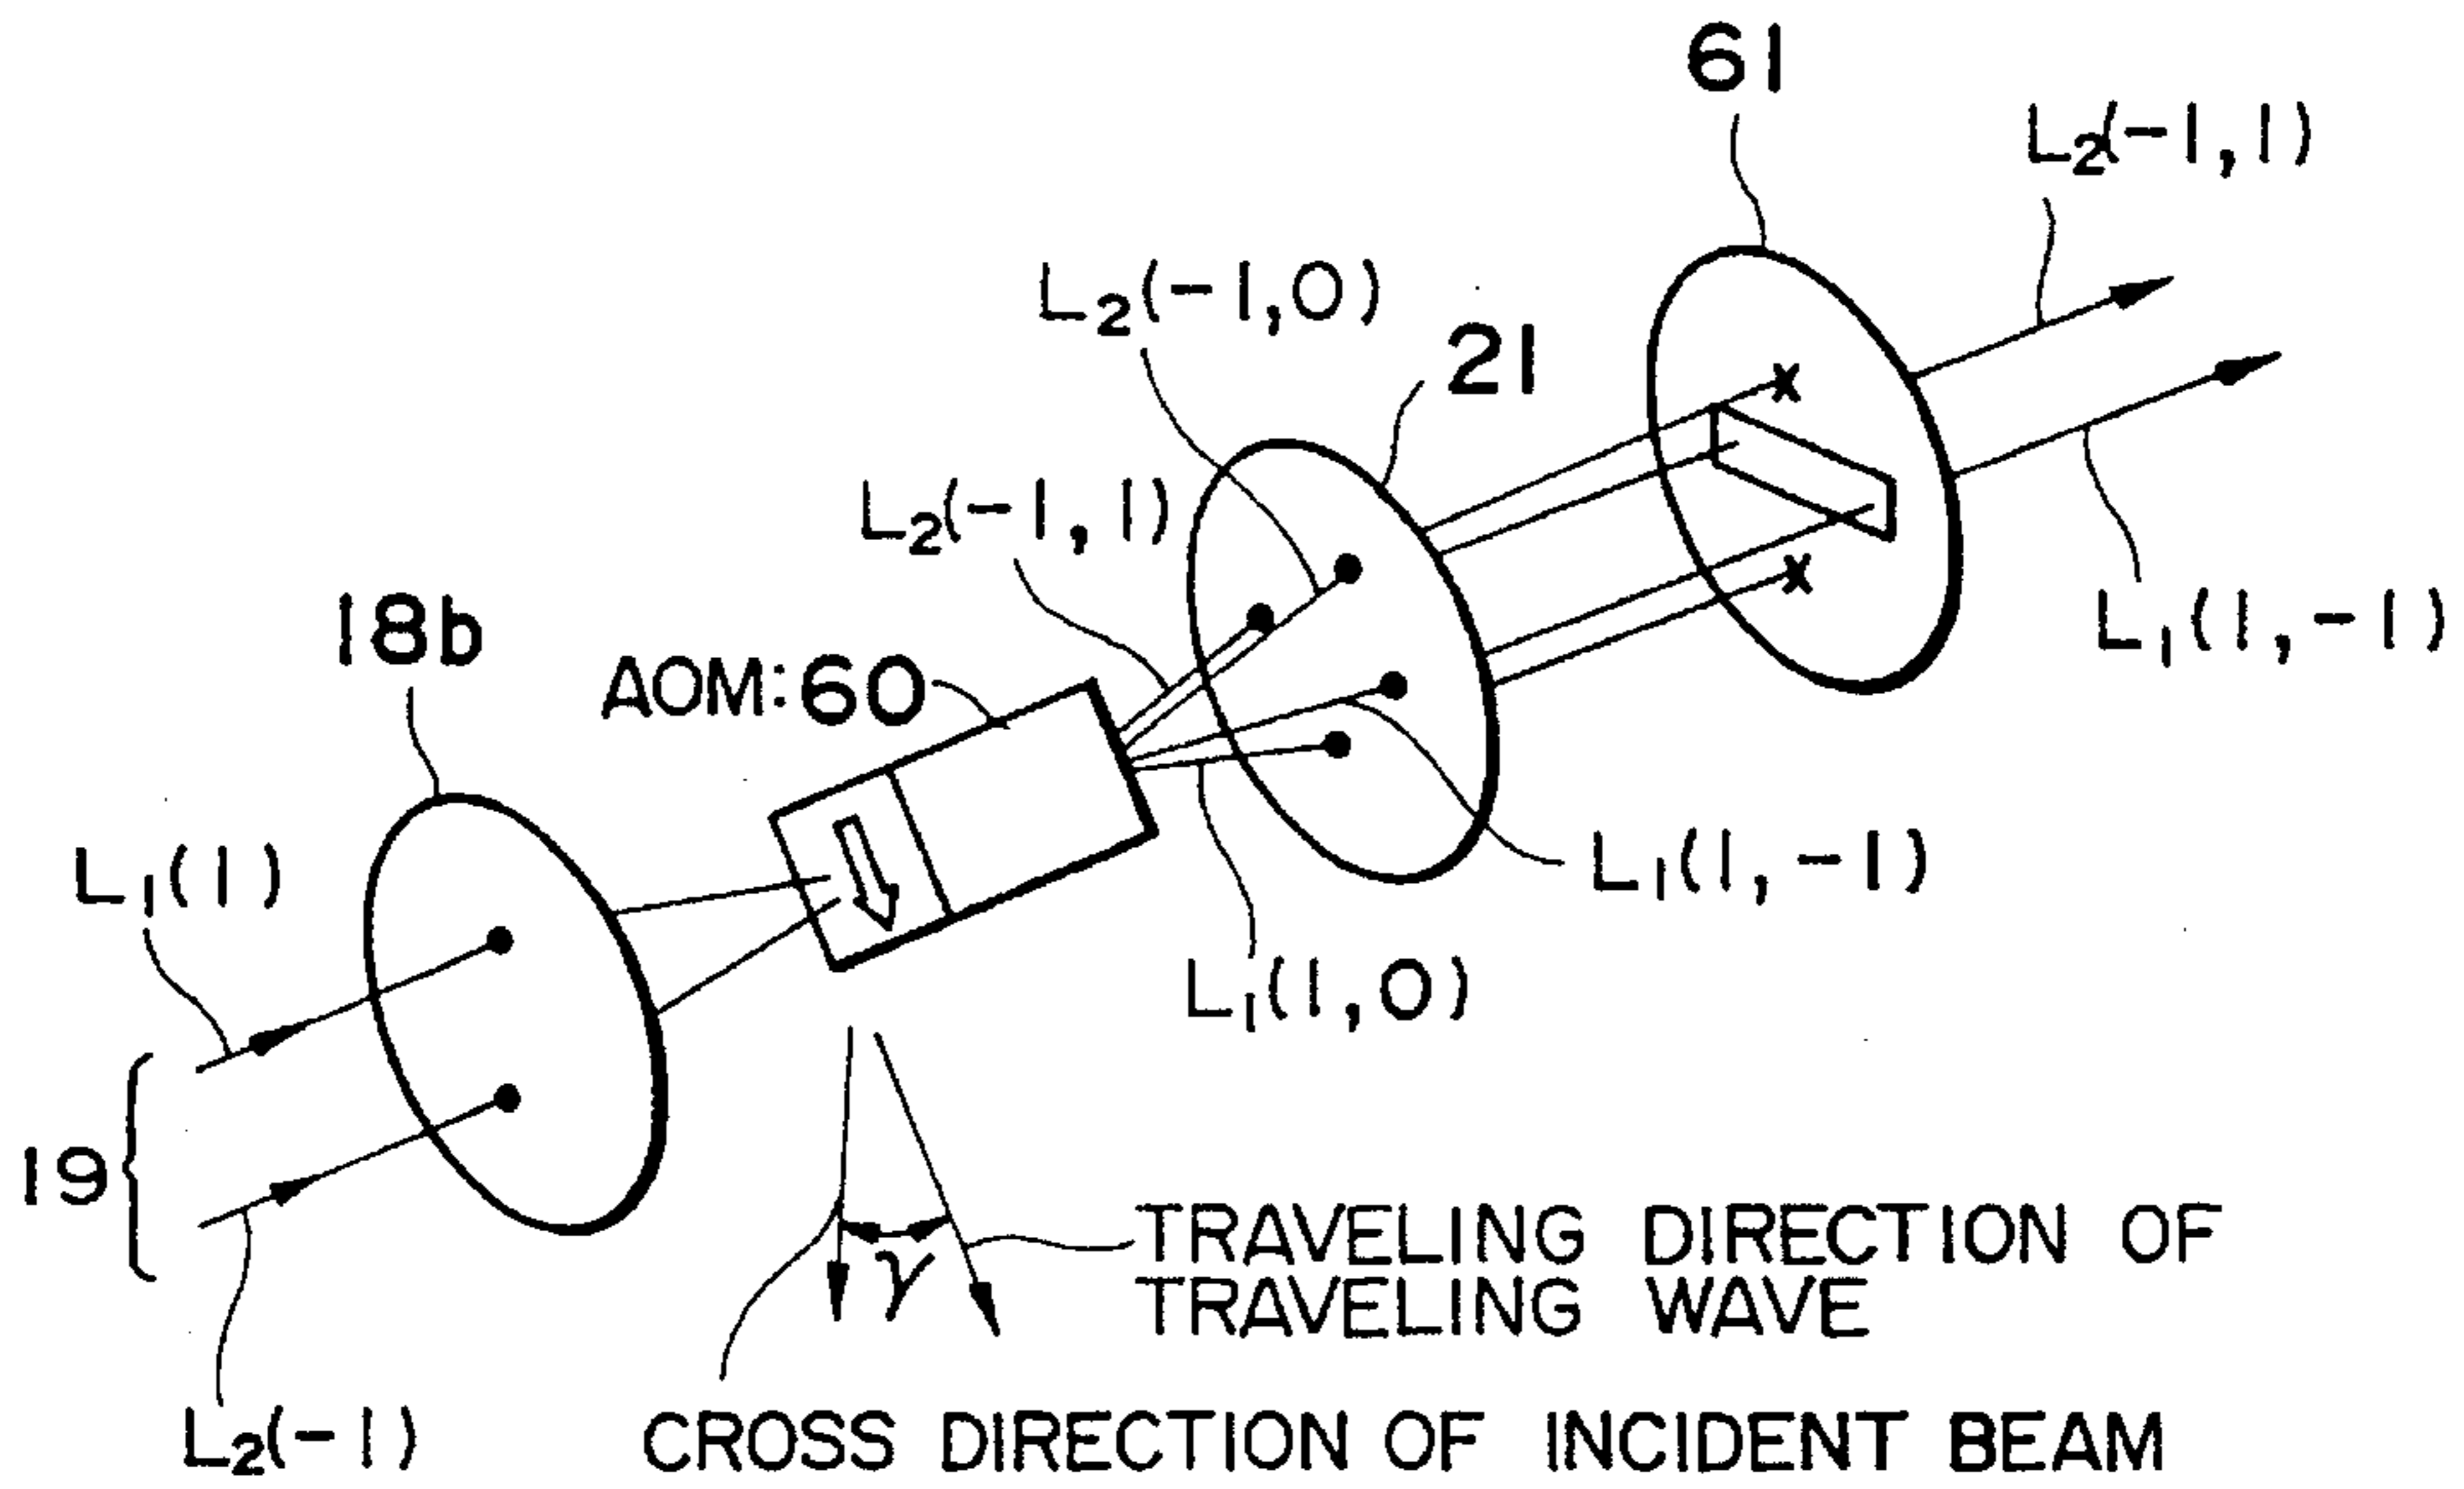 61
L₂(-1,1)
L₂(-1,0)
21
L₂(-1,1)
18b
AOM:60
L₁(1,-1)
L₁(1)
L₁(1,-1)
L₁(1,0)
19
γ
TRAVELING DIRECTION OF
TRAVELING WAVE
L₂(-1)
CROSS DIRECTION OF INCIDENT BEAM